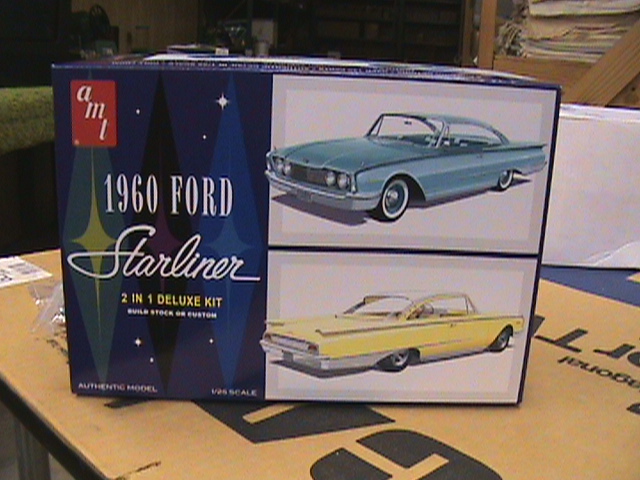 amt
1960 FORD
Starliner
2 IN 1 DELUXE KIT
BUILD STOCK OR CUSTOM
AUTHENTIC MODEL
1/25 SCALE